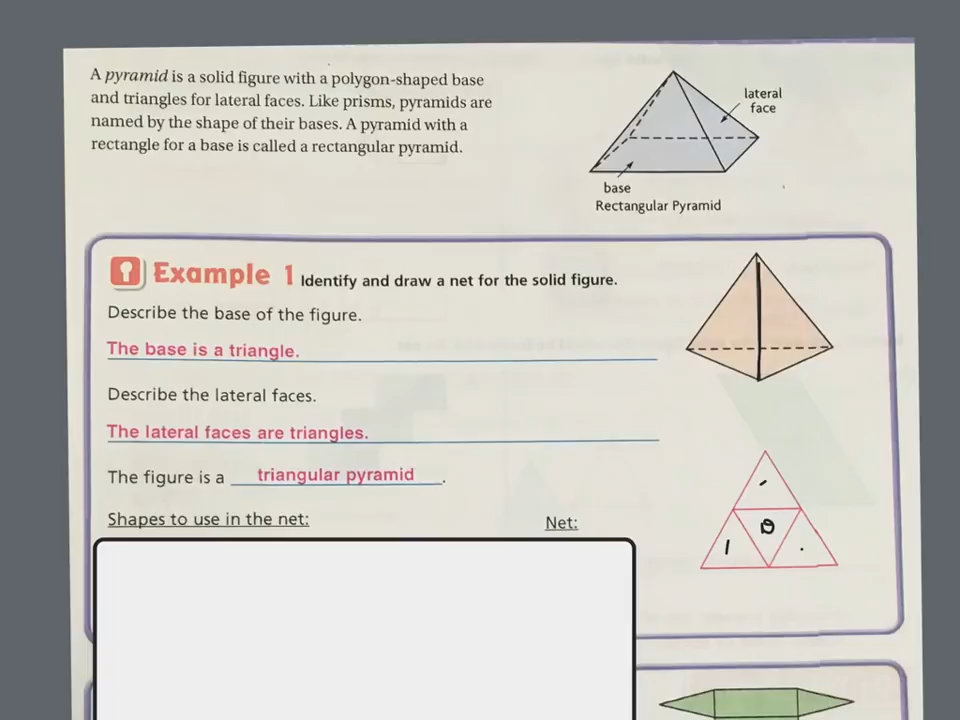 A pyramid is a solid figure with a polygon-shaped base
and triangles for lateral faces. Like prisms, pyramids are
named by the shape of their bases. A pyramid with a
rectangle for a base is called a rectangular pyramid.
lateral
face
base
Rectangular Pyramid
Example 1 Identify and draw a net for the solid figure.
Describe the base of the figure.
The base is a triangle.
Describe the lateral faces.
The lateral faces are triangles.
The figure is a triangular pyramid.
Shapes to use in the net:
Net: